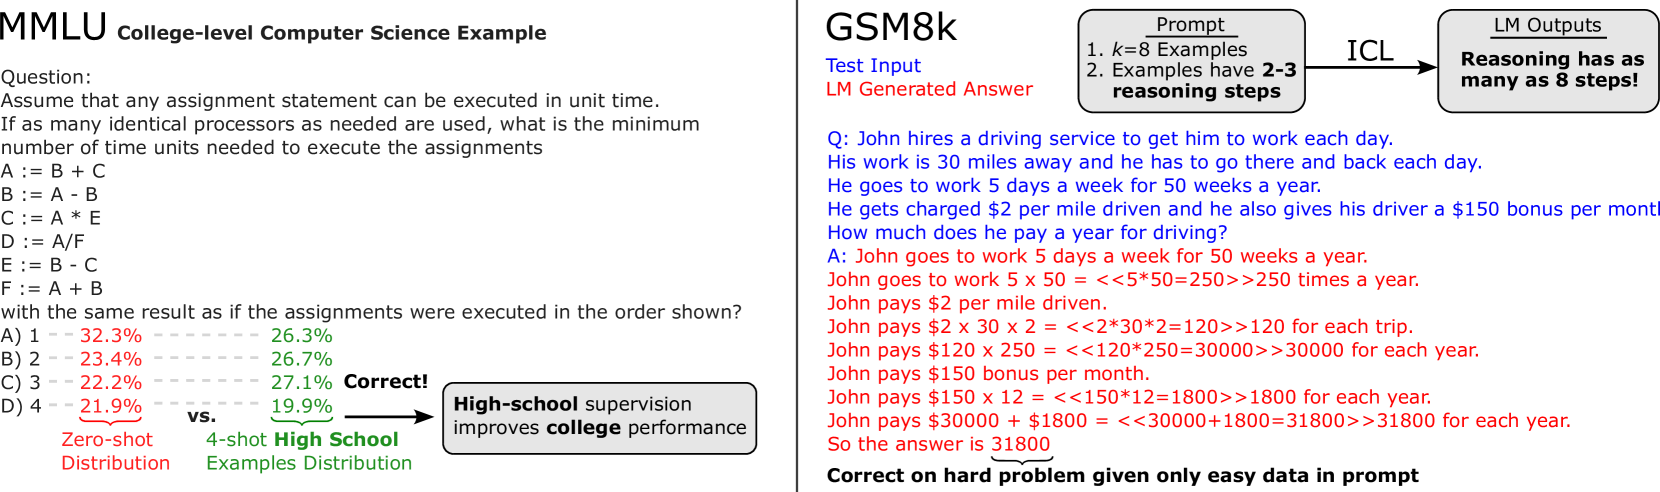 MMLU College-level Computer Science Example
Question:
Assume that any assignment statement can be executed in unit time.
If as many identical processors as needed are used, what is the minimum
number of time units needed to execute the assignments
A := B + C
B := A - B
C := A * E
D := A/F
E := B - C
F := A + B
with the same result as if the assignments were executed in the order shown?
A) 1 32.3% 26.3%
B) 2 23.4% 26.7%
C) 3 22.2% 27.1% Correct!
D) 4 21.9% vs. 19.9%
Zero-shot
Distribution
4-shot High School
Examples Distribution
High-school supervision
improves college performance
GSM8k
Test Input
LM Generated Answer
Prompt
1. k=8 Examples
2. Examples have 2-3
reasoning steps
ICL
LM Outputs
Reasoning has as
many as 8 steps!
Q: John hires a driving service to get him to work each day.
His work is 30 miles away and he has to go there and back each day.
He goes to work 5 days a week for 50 weeks a year.
He gets charged $2 per mile driven and he also gives his driver a $150 bonus per montl
How much does he pay a year for driving?
A: John goes to work 5 days a week for 50 weeks a year.
John goes to work 5 x 50 = <<5*50=250>>250 times a year.
John pays $2 per mile driven.
John pays $2 x 30 x 2 = <<2*30*2=120>>120 for each trip.
John pays $120 x 250 = <<120*250=30000>>30000 for each year.
John pays $150 bonus per month.
John pays $150 x 12 = <<150*12=1800>>1800 for each year.
John pays $30000 + $1800 = <<30000+1800=31800>>31800 for each year.
So the answer is 31800
Correct on hard problem given only easy data in prompt